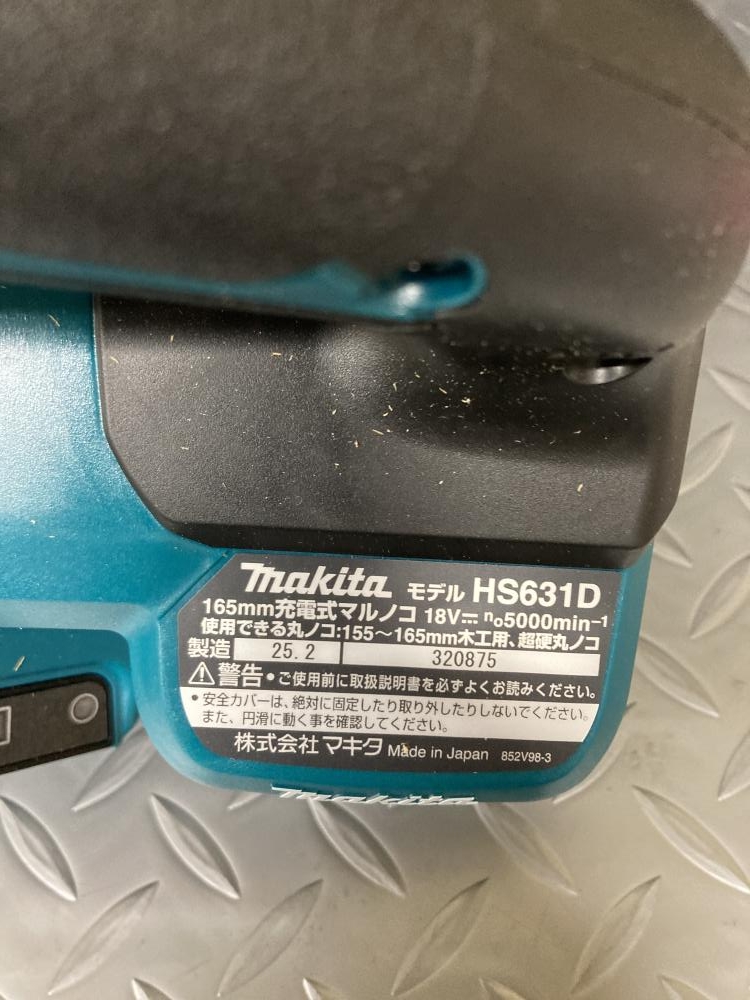 makita モデル HS631D
165mm充電式マルノコ 18V⎓ n₀5000min⁻¹
使用できる丸ノコ:155～165mm木工用、超硬丸ノコ
製造 25.2 320875
⚠警告•ご使用前に取扱説明書を必ずよくお読みください。
•安全カバーは、絶対に固定したり取り外したりしないでください。
また、円滑に動く事を確認してください。
株式会社マキタ Made in Japan 852V98-3
makita